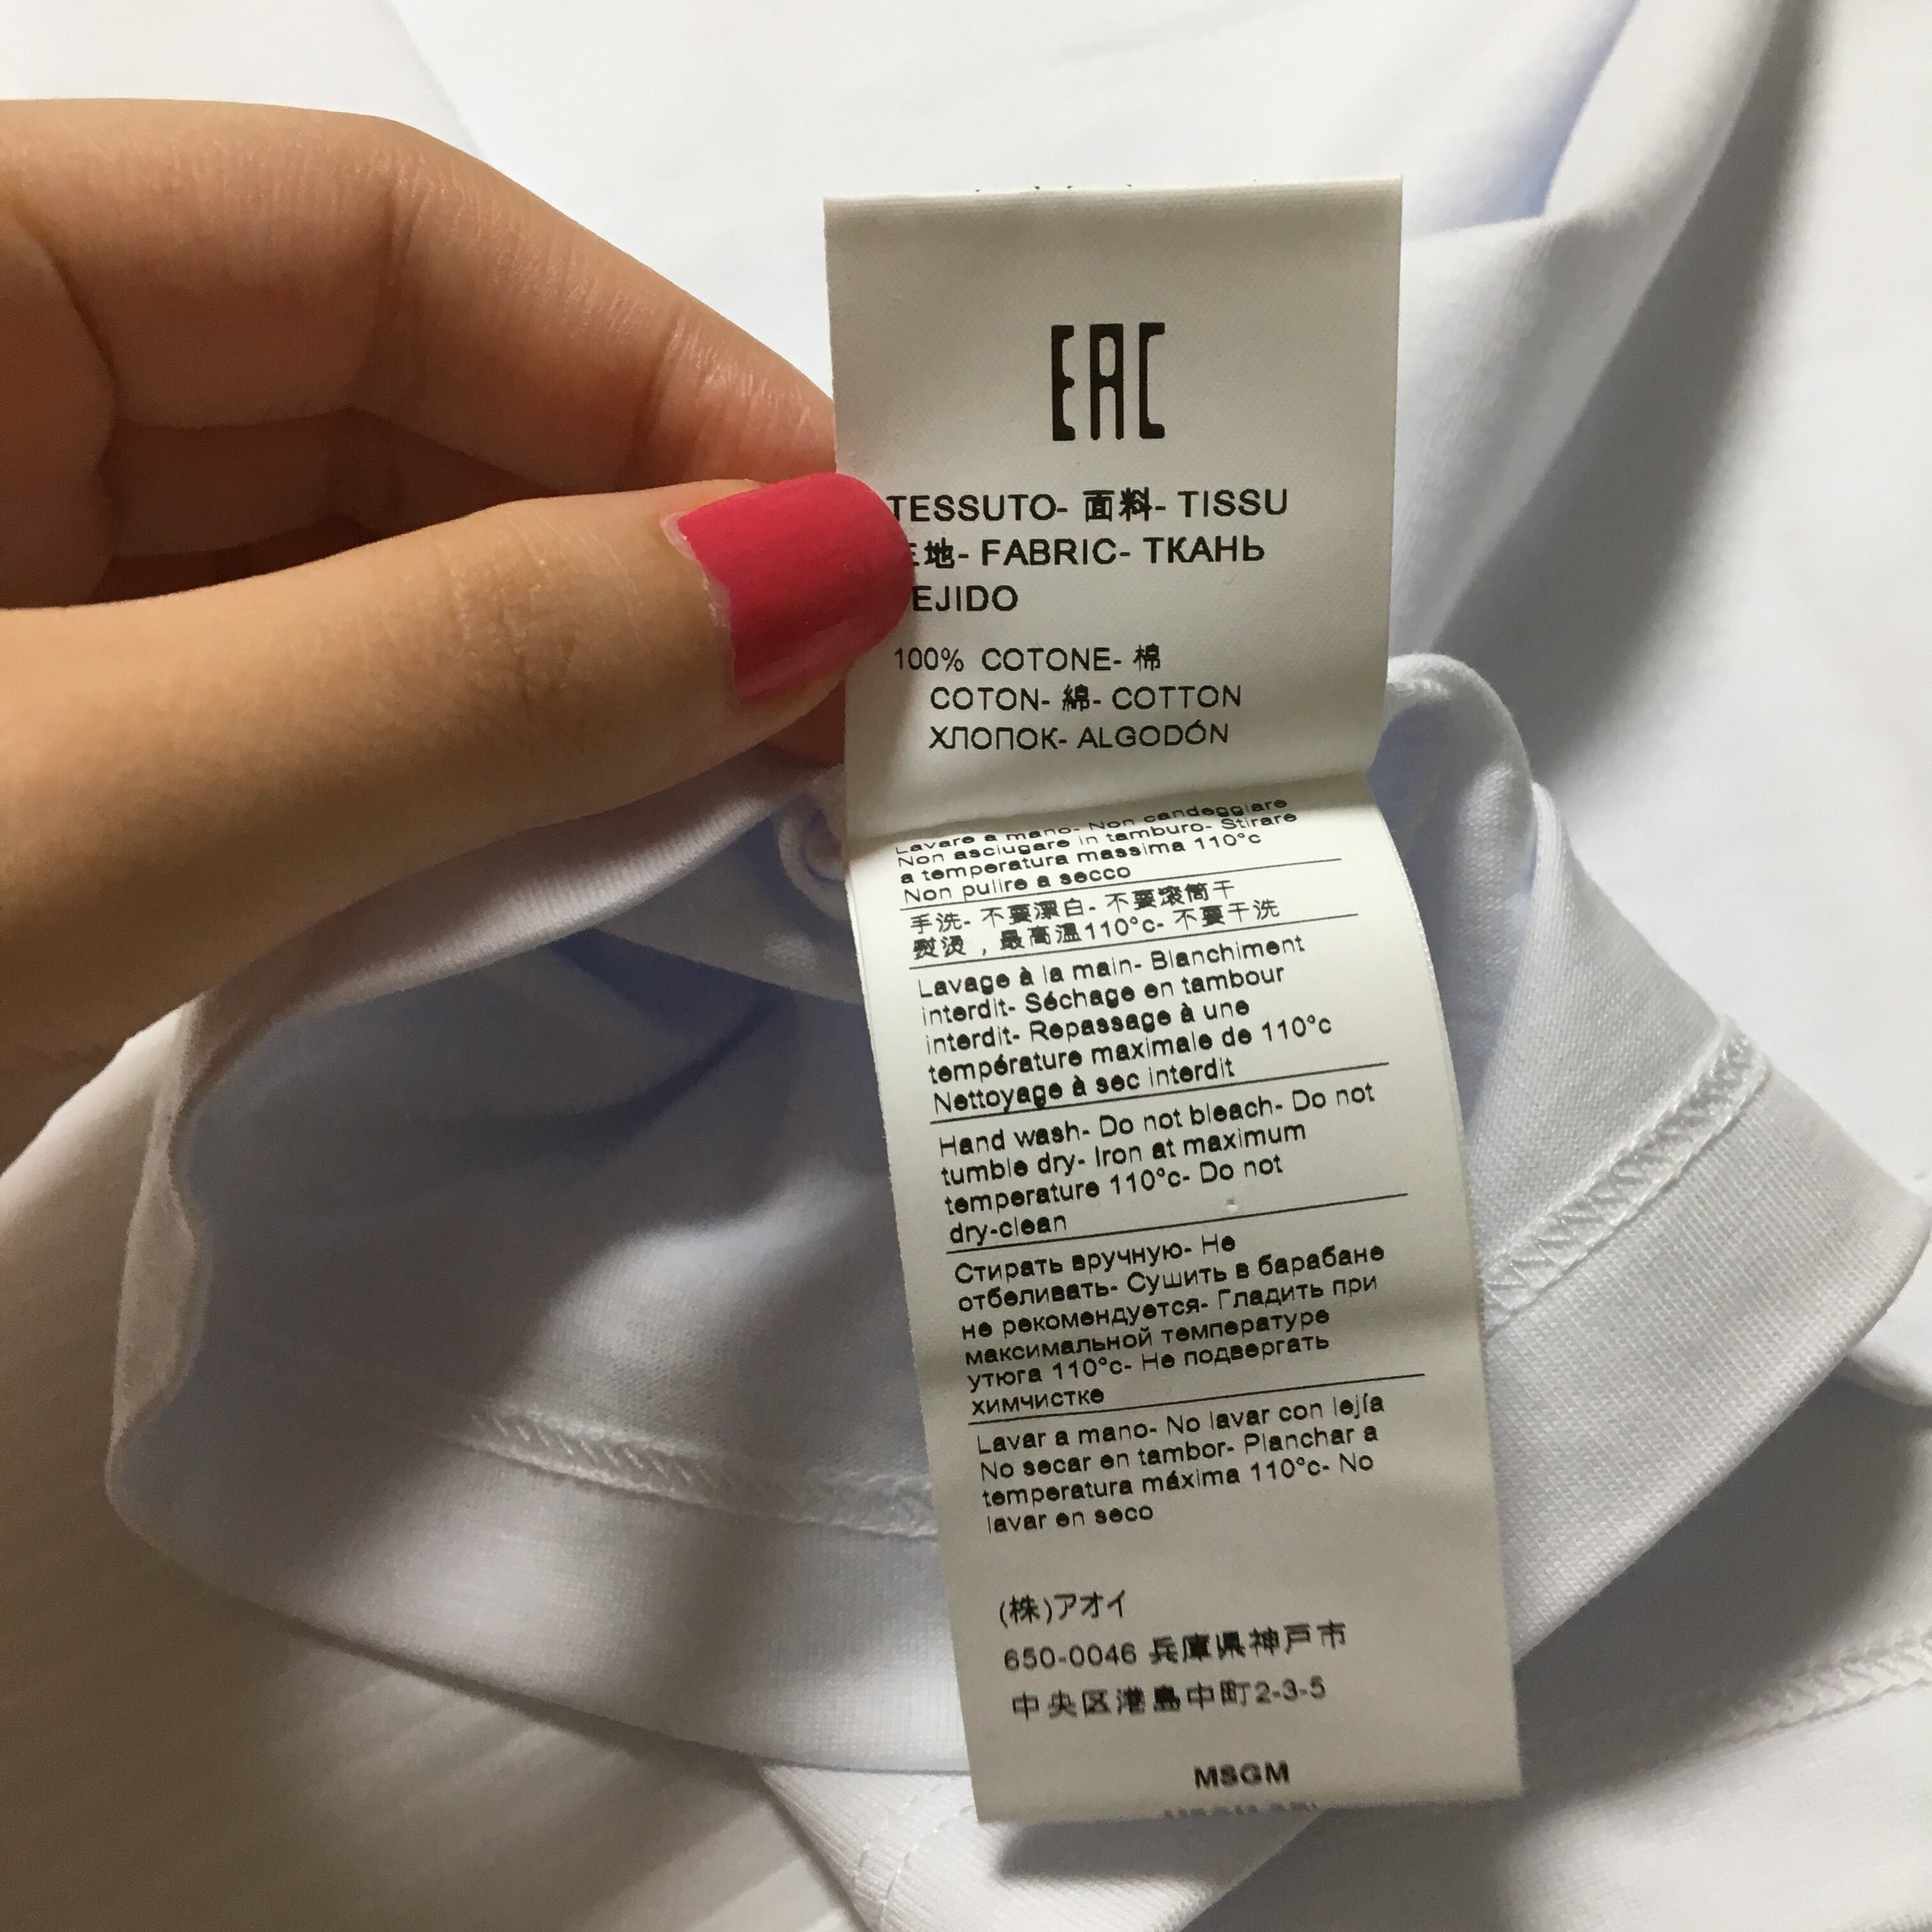 EAC
TESSUTO- 面料- TISSU
地- FABRIC- ТКАНЬ
EJIDO
100% COTONE- 棉
COTON- 綿- COTTON
ХЛОПОК- ALGODÓN
Lavare a mano- Non candeggiare
Non asciugare in tamburo- Stirare
a temperatura massima 110°c
Non pulire a secco
手洗- 不要漂白- 不要滚筒干
熨烫，最高温110°c- 不要干洗
Lavage à la main- Blanchiment
interdit- Séchage en tambour
interdit- Repassage à une
température maximale de 110°c
Nettoyage à sec interdit
Hand wash- Do not bleach- Do not
tumble dry- Iron at maximum
temperature 110°c- Do not
dry-clean
Стирать вручную- Не
отбеливать- Сушить в барабане
не рекомендуется- Гладить при
максимальной температуре
утюга 110°c- Не подвергать
химчистке
Lavar a mano- No lavar con lejía
No secar en tambor- Planchar a
temperatura máxima 110°c- No
lavar en seco
(株)アオイ
650-0046 兵庫県神戸市
中央区港島中町2-3-5
MSGM